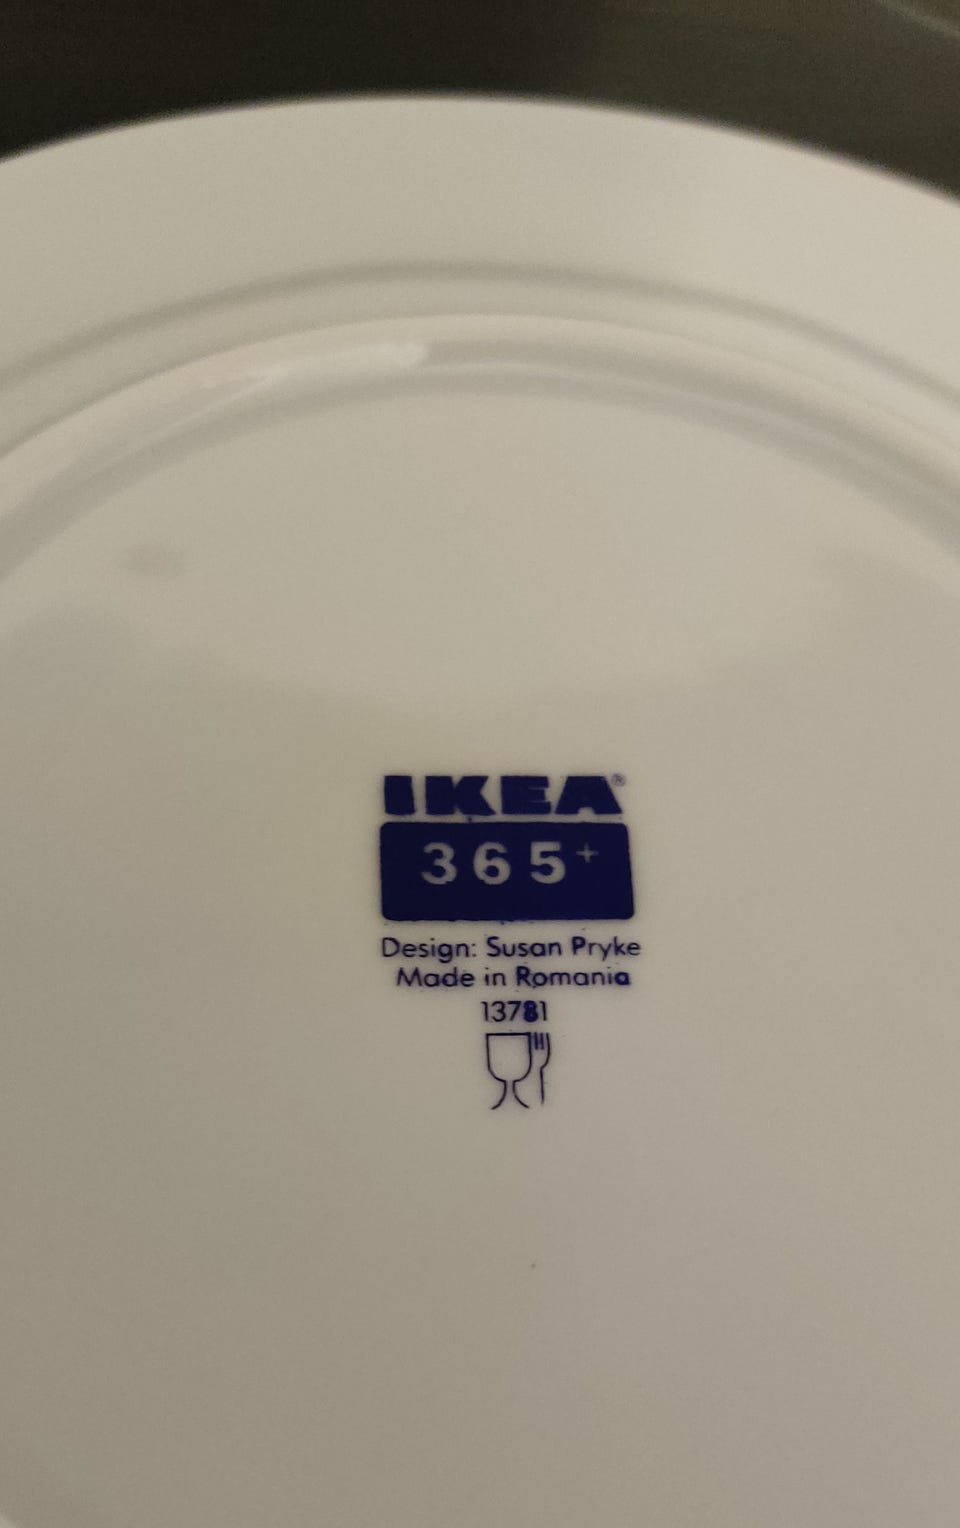 IKEA®
365+
Design: Susan Pryke
Made in Romania
13781